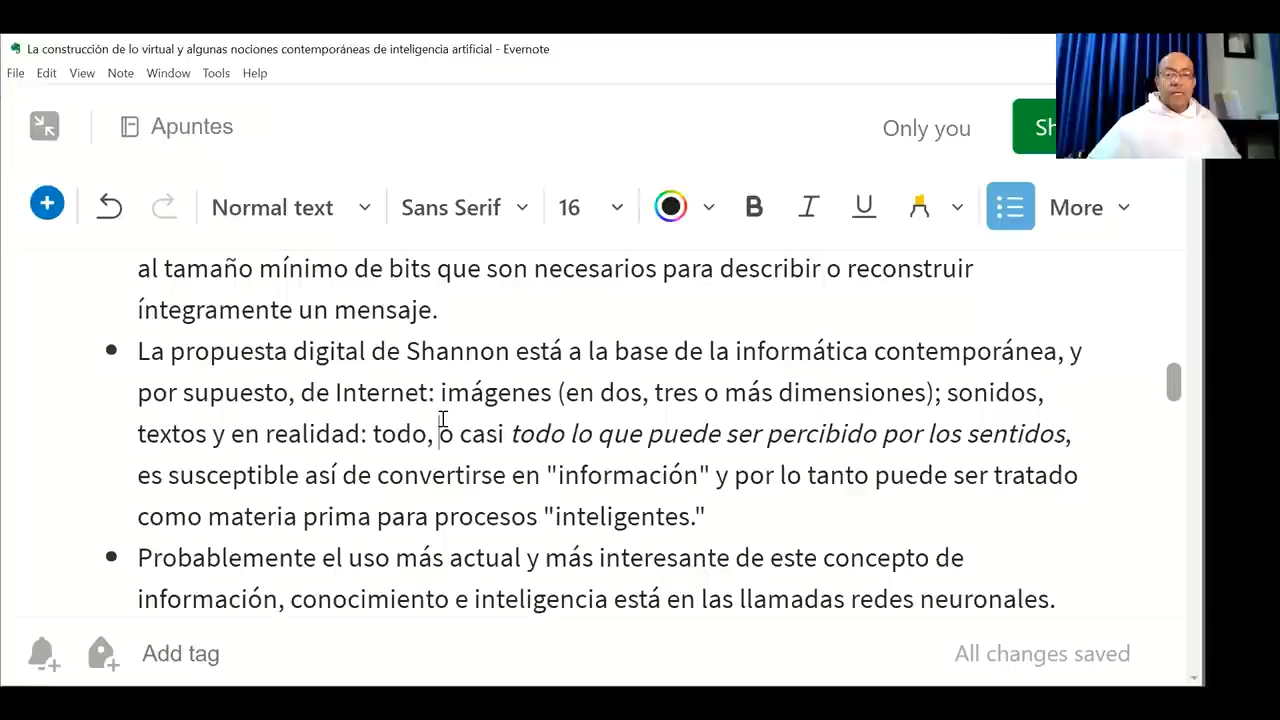 La construcción de lo virtual y algunas nociones contemporáneas de inteligencia artificial - Evernote
File Edit View Note Window Tools Help
Apuntes
Only you
Normal text
Sans Serif
16
B I U
More
al tamaño mínimo de bits que son necesarios para describir o reconstruir
íntegramente un mensaje.
La propuesta digital de Shannon está a la base de la informática contemporánea, y
por supuesto, de Internet: imágenes (en dos, tres o más dimensiones); sonidos,
textos y en realidad: todo, o casi todo lo que puede ser percibido por los sentidos,
es susceptible así de convertirse en "información" y por lo tanto puede ser tratado
como materia prima para procesos "inteligentes."
Probablemente el uso más actual y más interesante de este concepto de
información, conocimiento e inteligencia está en las llamadas redes neuronales.
Add tag
All changes saved